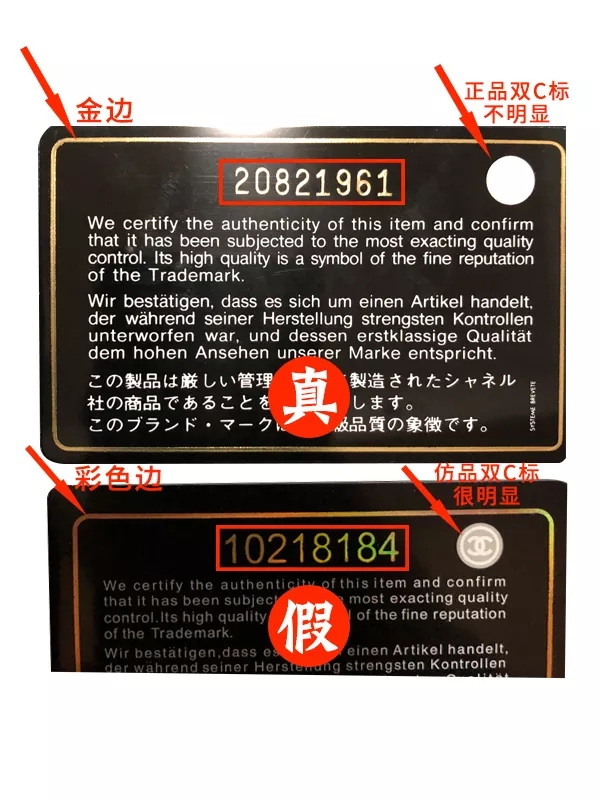 金边
正品双C标
不明显
20821961
We certify the authenticity of this item and confirm
that it has been subjected to the most exacting quality
control. Its high quality is a symbol of the fine reputation
of the Trademark.
Wir bestätigen, dass es sich um einen Artikel handelt,
der während seiner Herstellung strengsten Kontrollen
unterworfen war, und dessen erstklassige Qualität
dem hohen Ansehen unserer Marke entspricht.
この製品は厳しい管理 製造されたシャネル
社の商品であることを します。
このブランド・マークは 級品質の象徴です。
SYSTEME BREVETE
真
彩色边
仿品双C标
很明显
10218184
We certify the authenticity of this item and confirm
that it has been subject the most exacting quality
control.Its high quality of the fine reputation
of the Trademark.
Wir bestätigen,dass es einen Artikel handelt,
der während seiner Herstellung strengsten Kontrollen
假